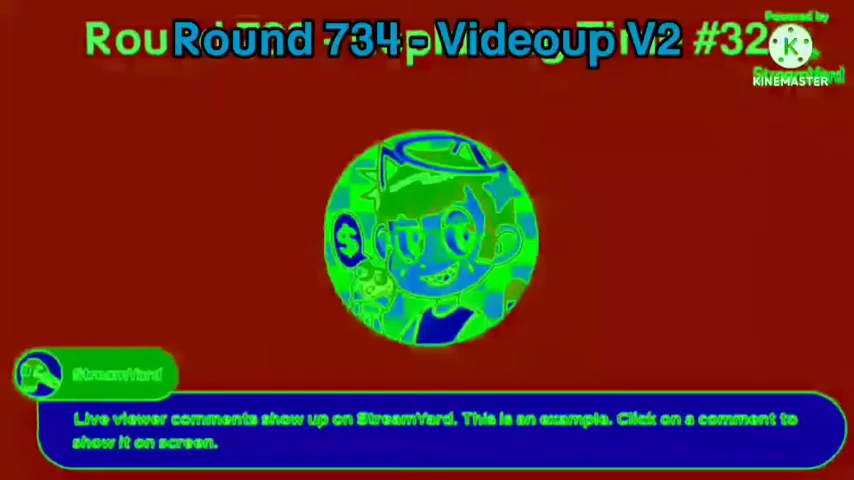 Round 734 - Videoup V2
#32
Powered by
StreamYard
KINEMASTER
$
StreamYard
Live viewer comments show up on StreamYard. This is an example. Click on a comment to
show it on screen.